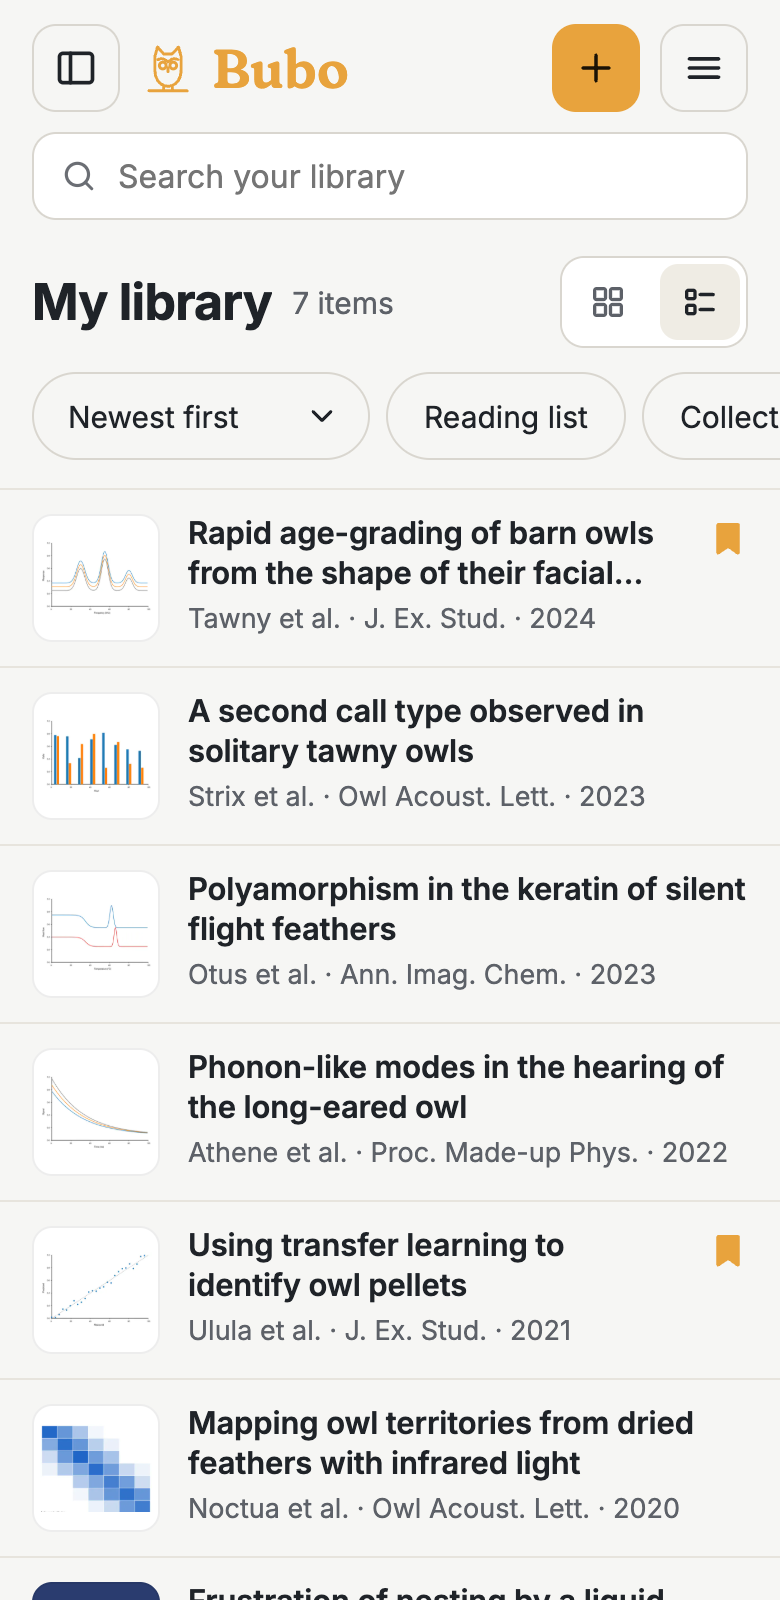 Bubo
Search your library
My library 7 items
Newest first
Reading list
Collect
Rapid age-grading of barn owls
from the shape of their facial...
Tawny et al. · J. Ex. Stud. · 2024
A second call type observed in
solitary tawny owls
Strix et al. · Owl Acoust. Lett. · 2023
Polyamorphism in the keratin of silent
flight feathers
Otus et al. · Ann. Imag. Chem. · 2023
Phonon-like modes in the hearing of
the long-eared owl
Athene et al. · Proc. Made-up Phys. · 2022
Using transfer learning to
identify owl pellets
Ulula et al. · J. Ex. Stud. · 2021
Mapping owl territories from dried
feathers with infrared light
Noctua et al. · Owl Acoust. Lett. · 2020
Frustration of nesting by a liquid